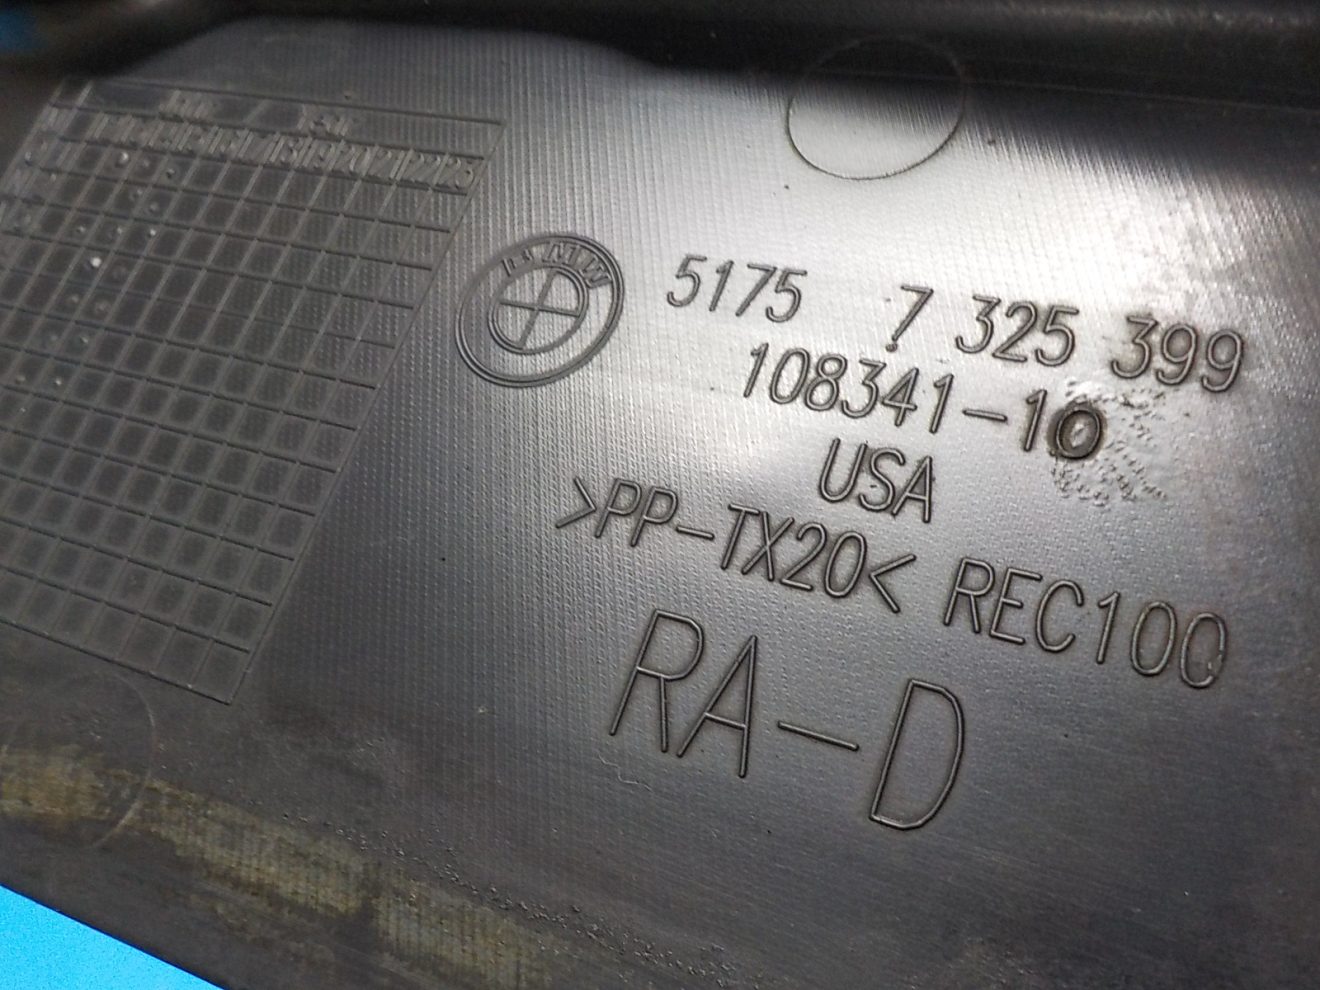 BMW
5175 7 325 399
108341-10
USA
>PP-TX20< REC100
RA-D